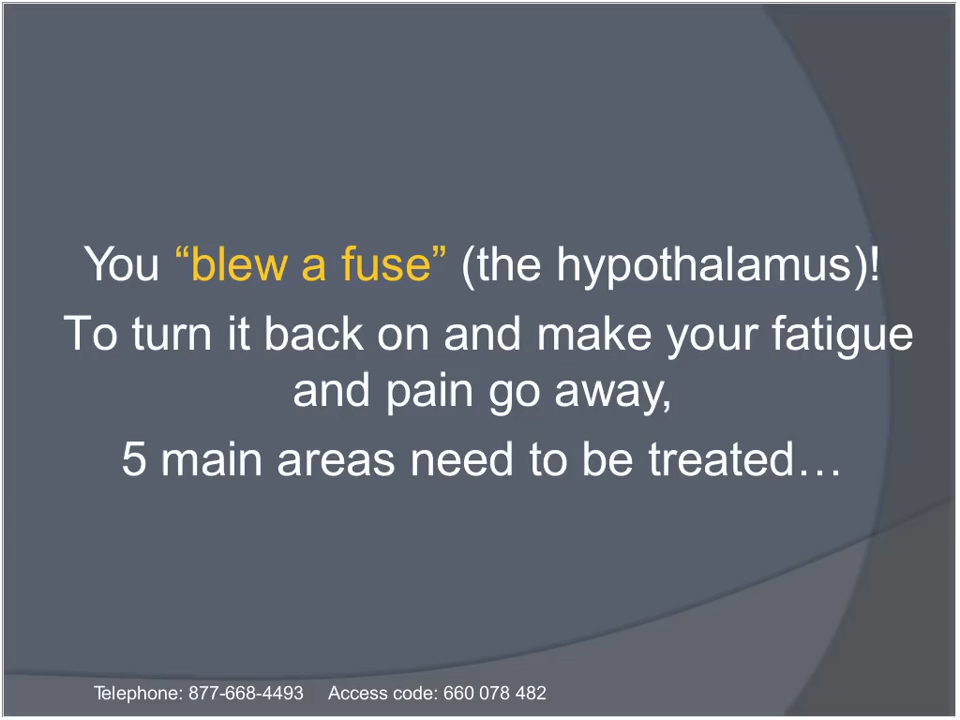 You “blew a fuse” (the hypothalamus)!
To turn it back on and make your fatigue
and pain go away,
5 main areas need to be treated…
Telephone: 877-668-4493 Access code: 660 078 482